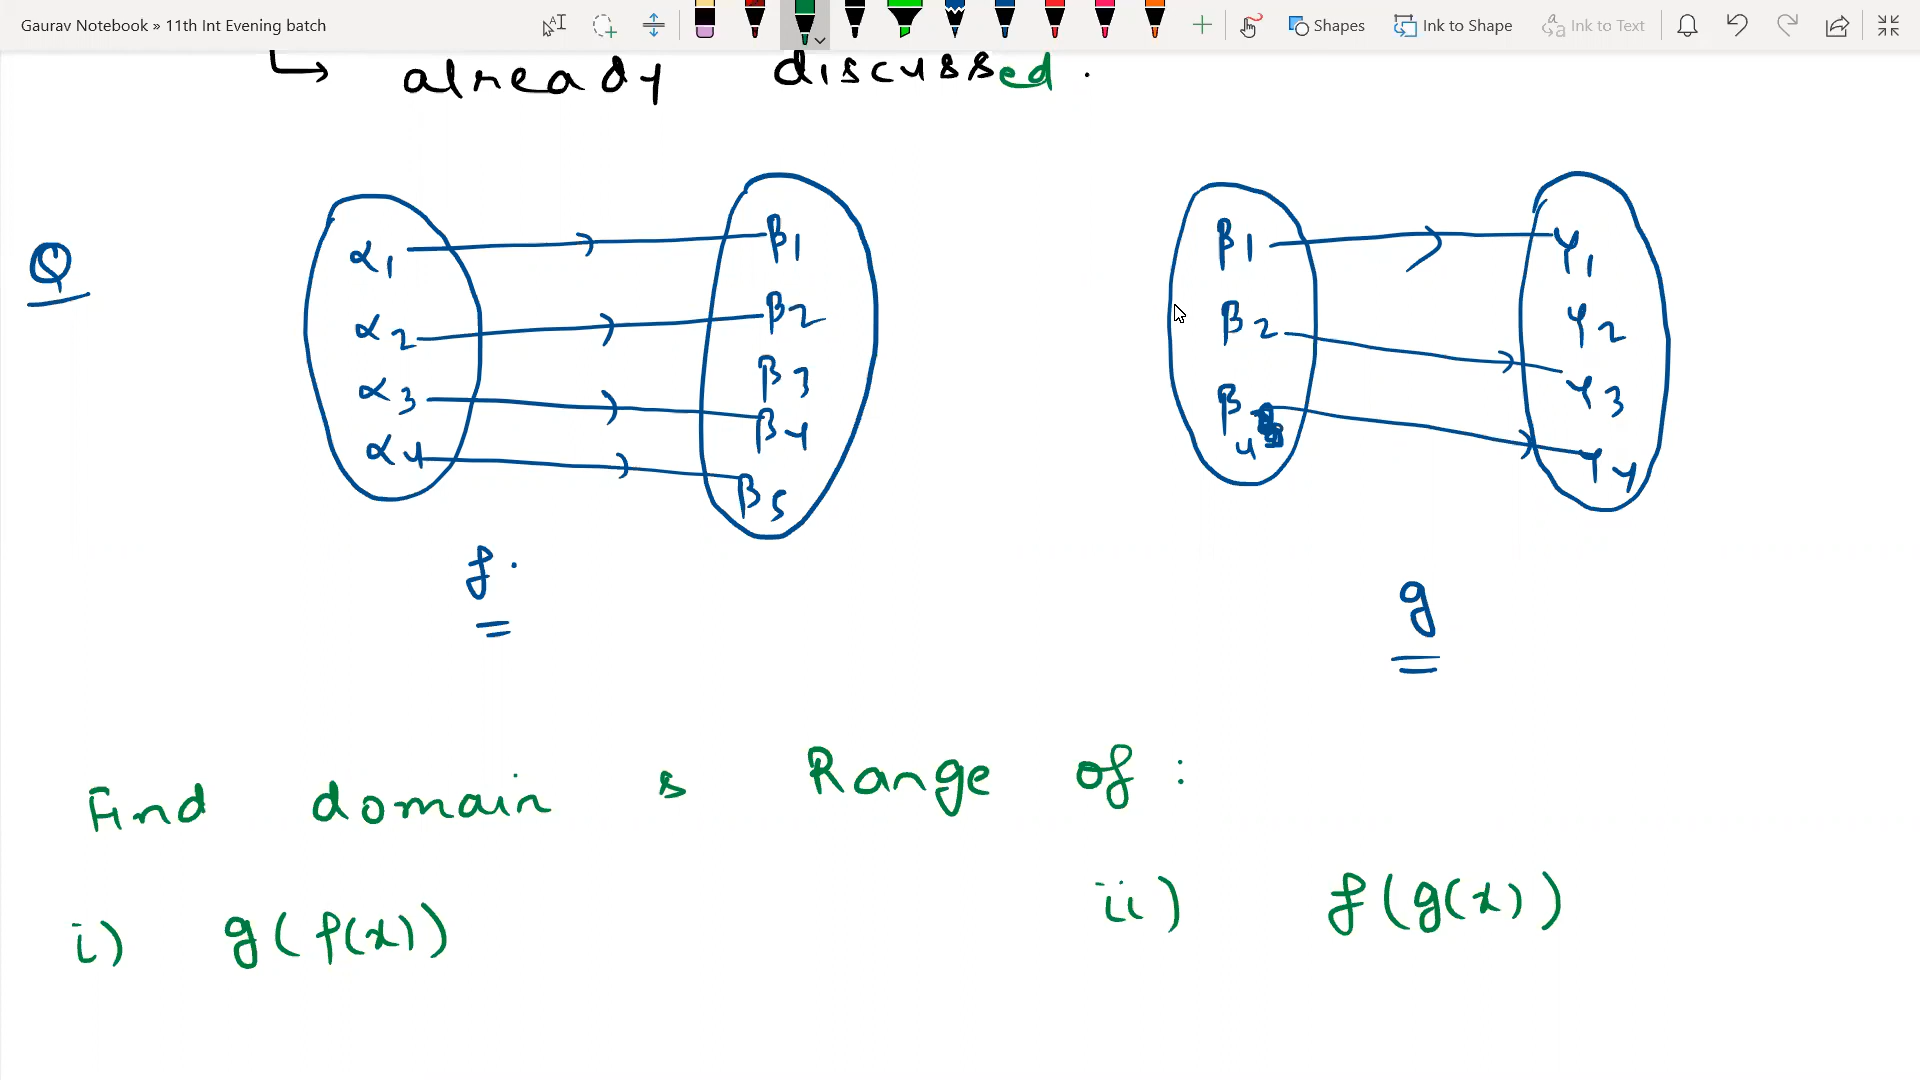 Gaurav Notebook » 11th Int Evening batch
Shapes
Ink to Shape
Ink to Text
↳ already discussed .
Q
α1 β1 β1 γ1
α2 β2 β2 γ2
α3 β3 γ3
α4 β4 β4 γ4
β5
f.
g
Find domain & Range of :
i) g(f(x)) ii) f(g(x))